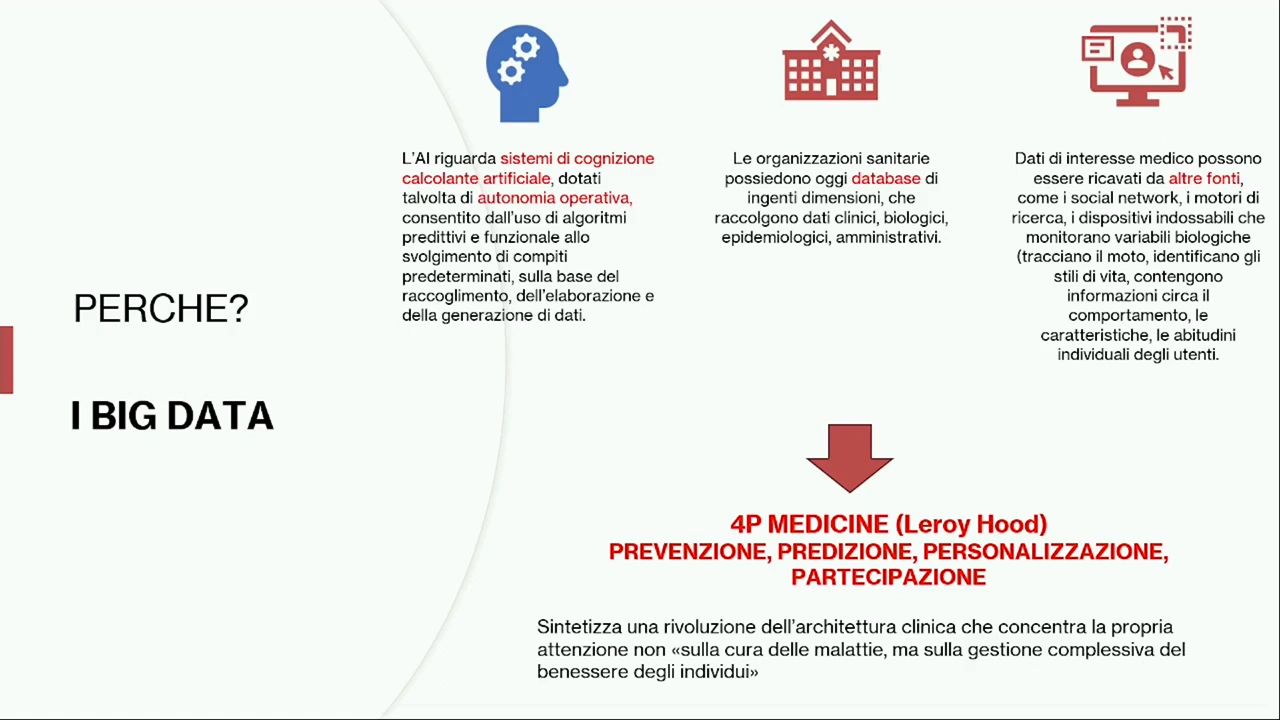 PERCHE?
I BIG DATA
L'AI riguarda sistemi di cognizione
calcolante artificiale, dotati
talvolta di autonomia operativa,
consentito dall'uso di algoritmi
predittivi e funzionale allo
svolgimento di compiti
predeterminati, sulla base del
raccoglimento, dell'elaborazione e
della generazione di dati.
Le organizzazioni sanitarie
possiedono oggi database di
ingenti dimensioni, che
raccolgono dati clinici, biologici,
epidemiologici, amministrativi.
Dati di interesse medico possono
essere ricavati da altre fonti,
come i social network, i motori di
ricerca, i dispositivi indossabili che
monitorano variabili biologiche
(tracciano il moto, identificano gli
stili di vita, contengono
informazioni circa il
comportamento, le
caratteristiche, le abitudini
individuali degli utenti.
4P MEDICINE (Leroy Hood)
PREVENZIONE, PREDIZIONE, PERSONALIZZAZIONE,
PARTECIPAZIONE
Sintetizza una rivoluzione dell'architettura clinica che concentra la propria
attenzione non «sulla cura delle malattie, ma sulla gestione complessiva del
benessere degli individui»